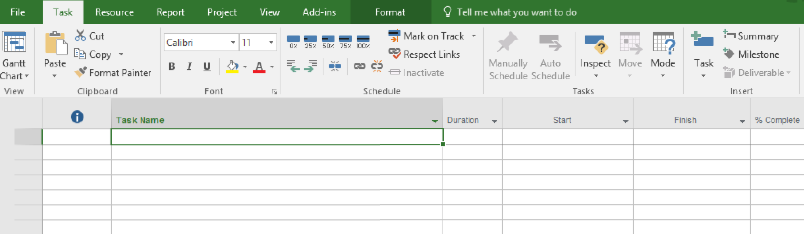 File Task Resource Report Project View Add-ins Format Tell me what you want to do
Gantt Chart
View
Paste
Cut
Copy
Format Painter
Clipboard
Calibri 11
B I U A
Font
0% 25% 50% 75% 100%
Mark on Track
Respect Links
Inactivate
Schedule
Manually Schedule
Auto Schedule
Inspect
Move
Mode
Tasks
Task
Summary
Milestone
Deliverable
Insert
Task Name Duration Start Finish % Complete